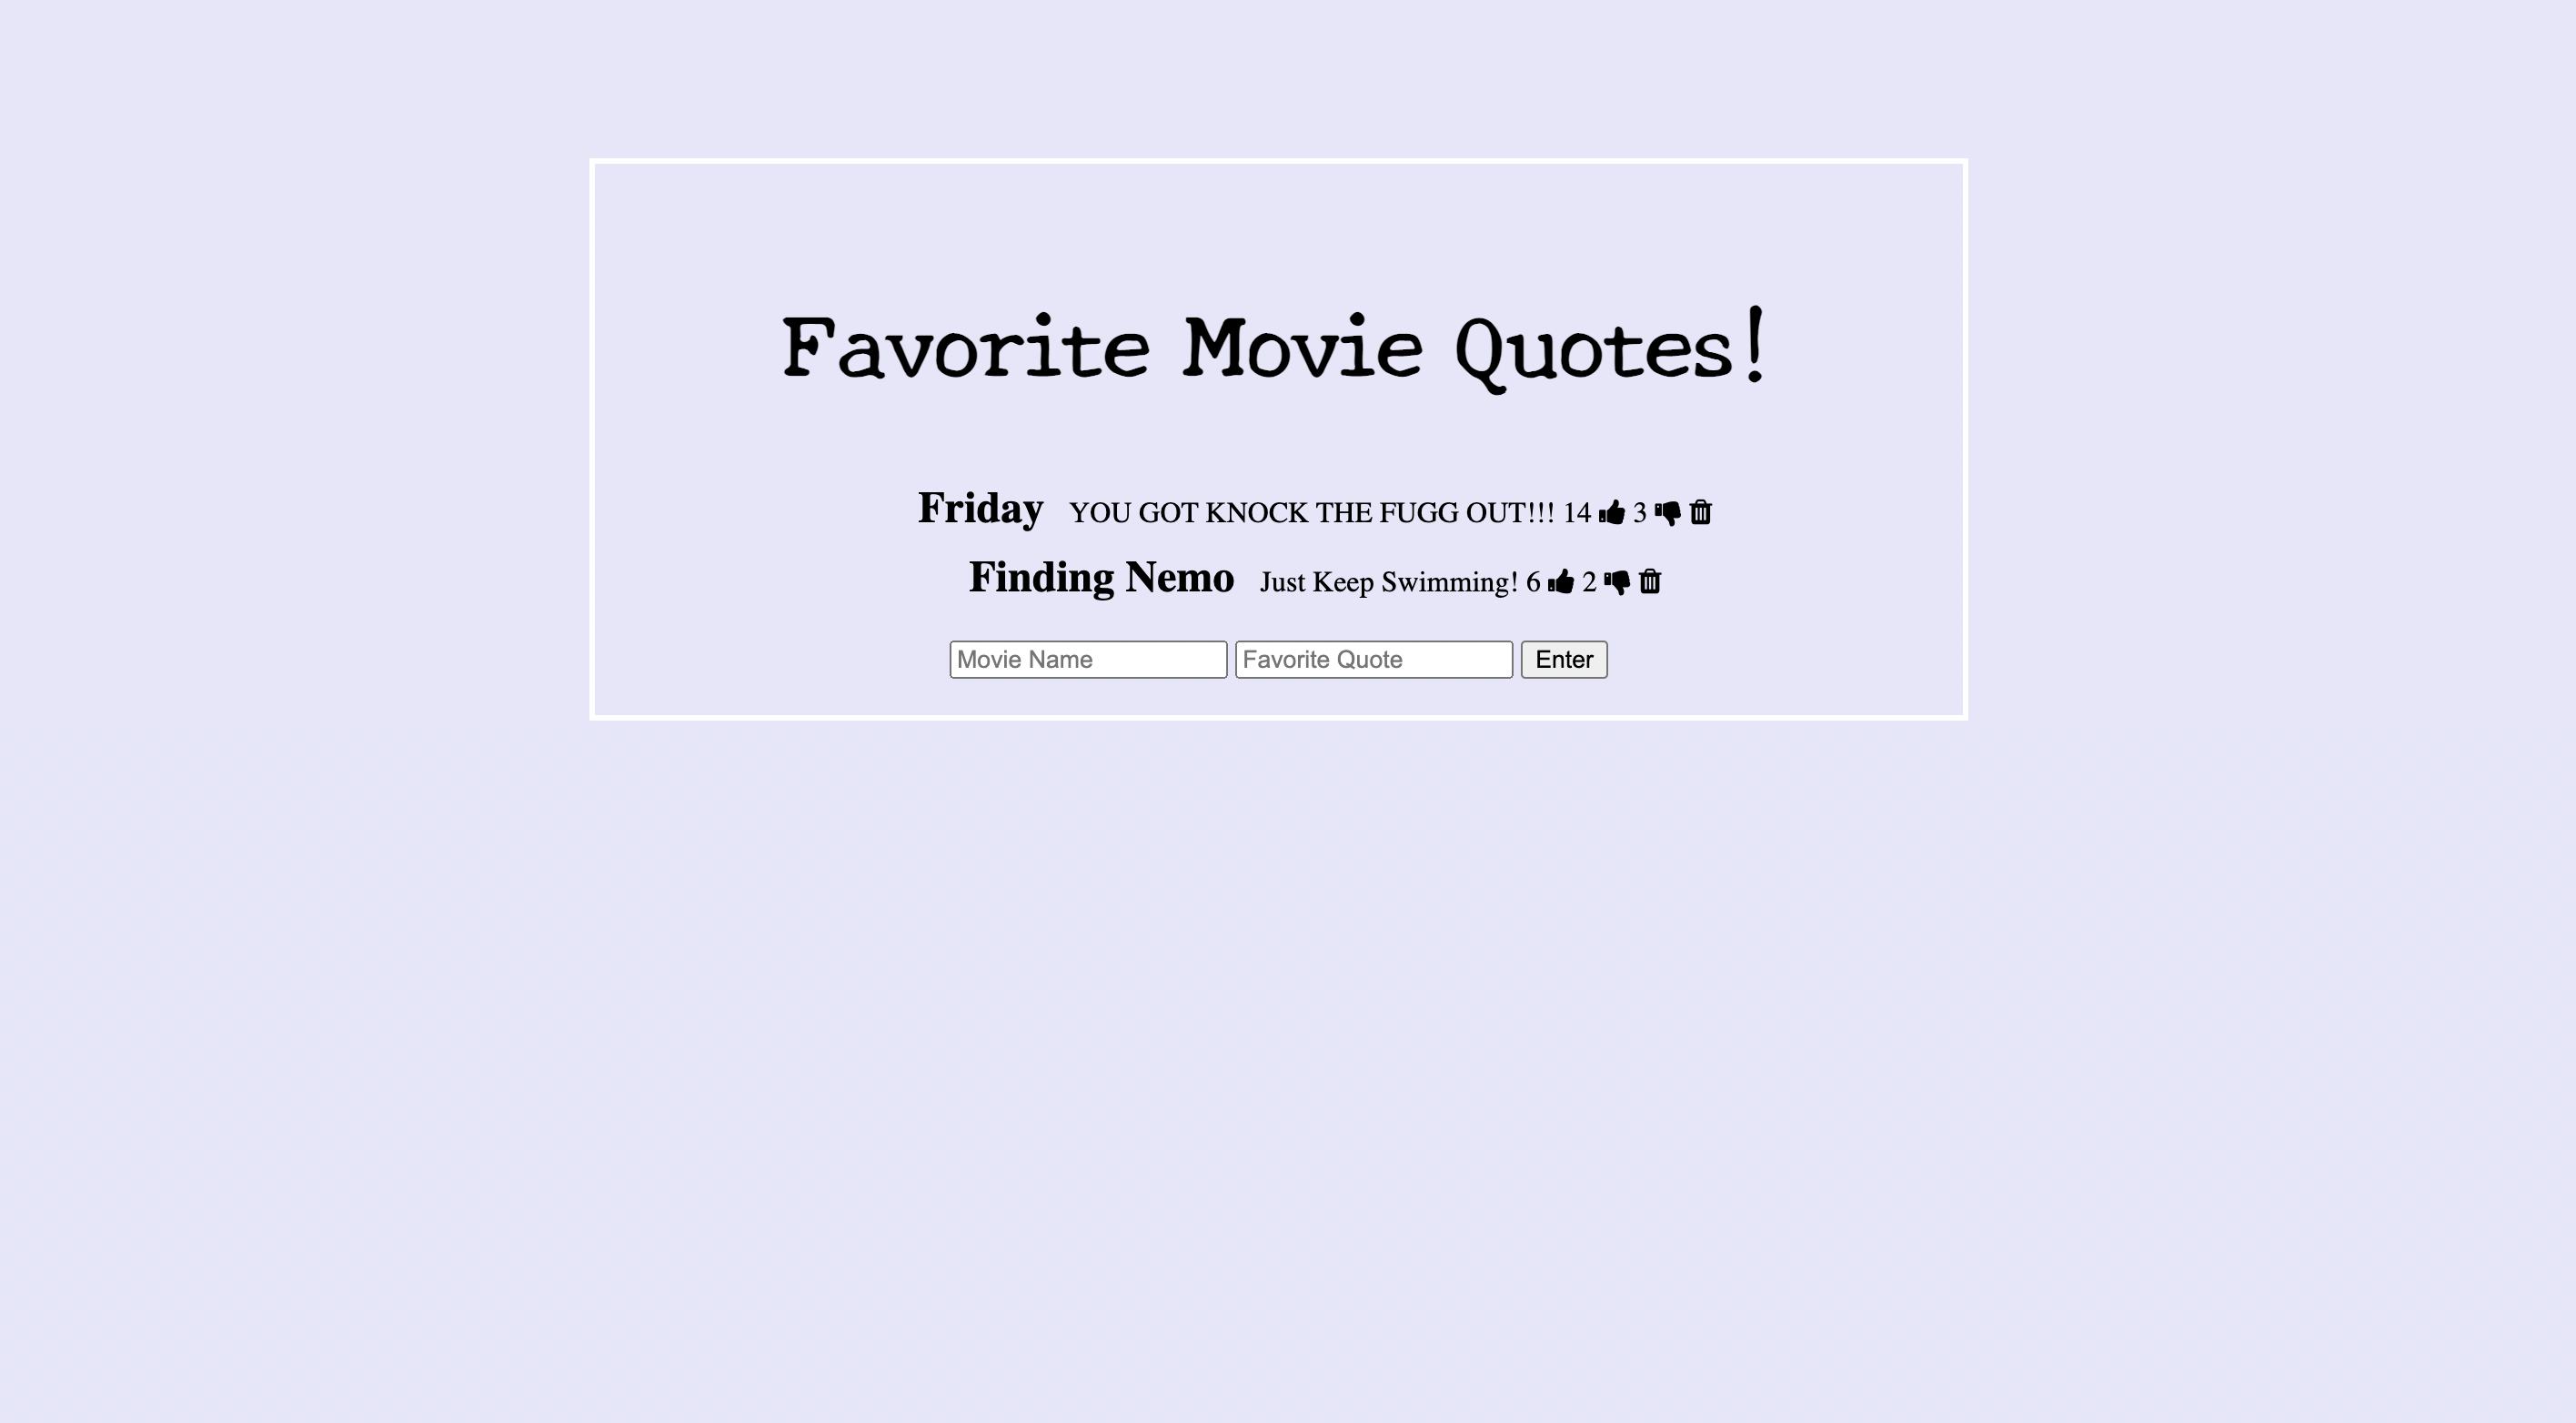 Favorite Movie Quotes!
Friday YOU GOT KNOCK THE FUGG OUT!!! 14 3
Finding Nemo Just Keep Swimming! 6 2
Movie Name Favorite Quote Enter